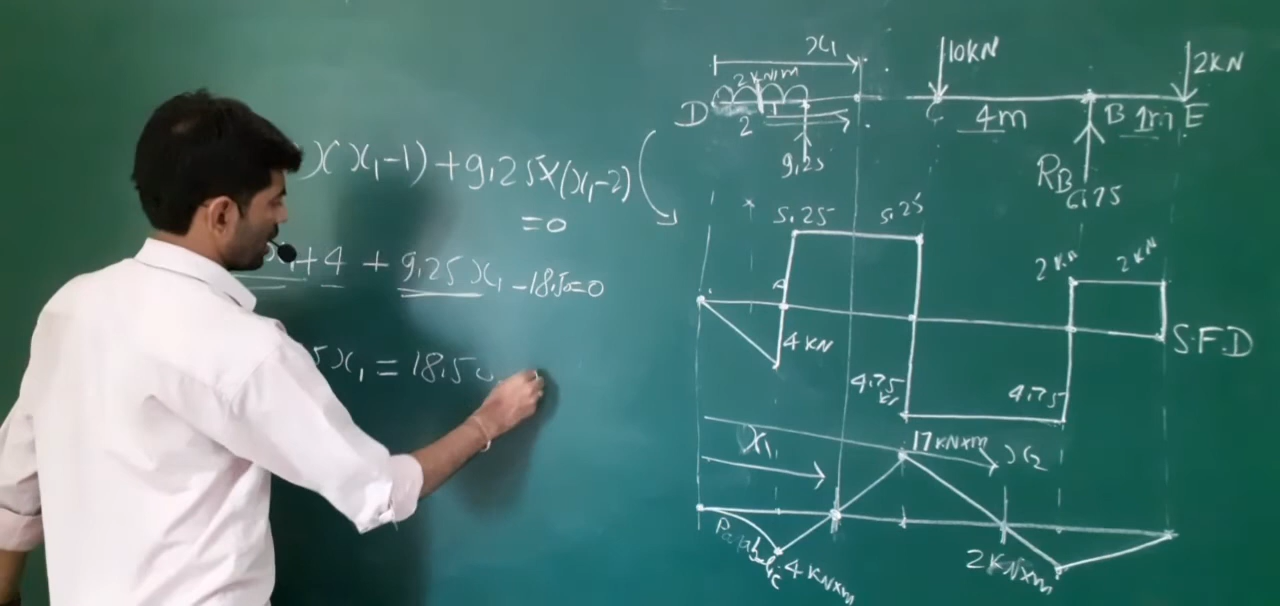 )(x₁-1) + 9.25×(x₁-2)
=0
+4 + 9.25x₁ - 18.50=0
5x₁ = 18.50
x₁
10KN
2KN
2KN/m
D
C
4m
B
1m
E
2
9.25
RB
6.75
5.25
5.25
2KN
2KN
A
4KN
S.F.D
4.75
KN
4.75
x₁
17KN×m
x₂
Parabolic
4KN×m
2KN×m